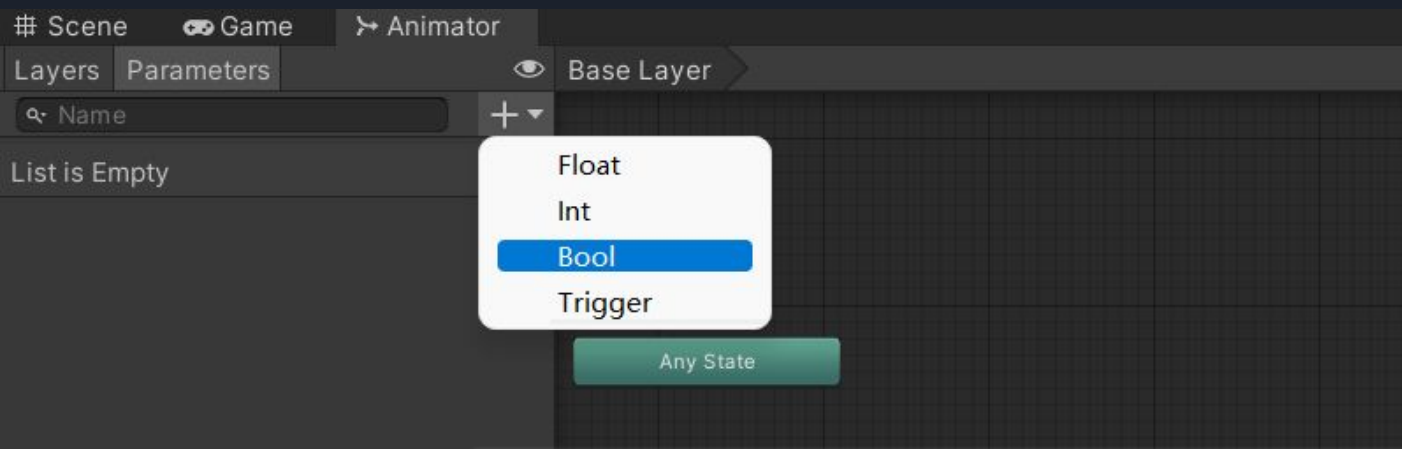 Scene Game Animator
Layers Parameters Base Layer
Name
List is Empty
Float
Int
Bool
Trigger
Any State